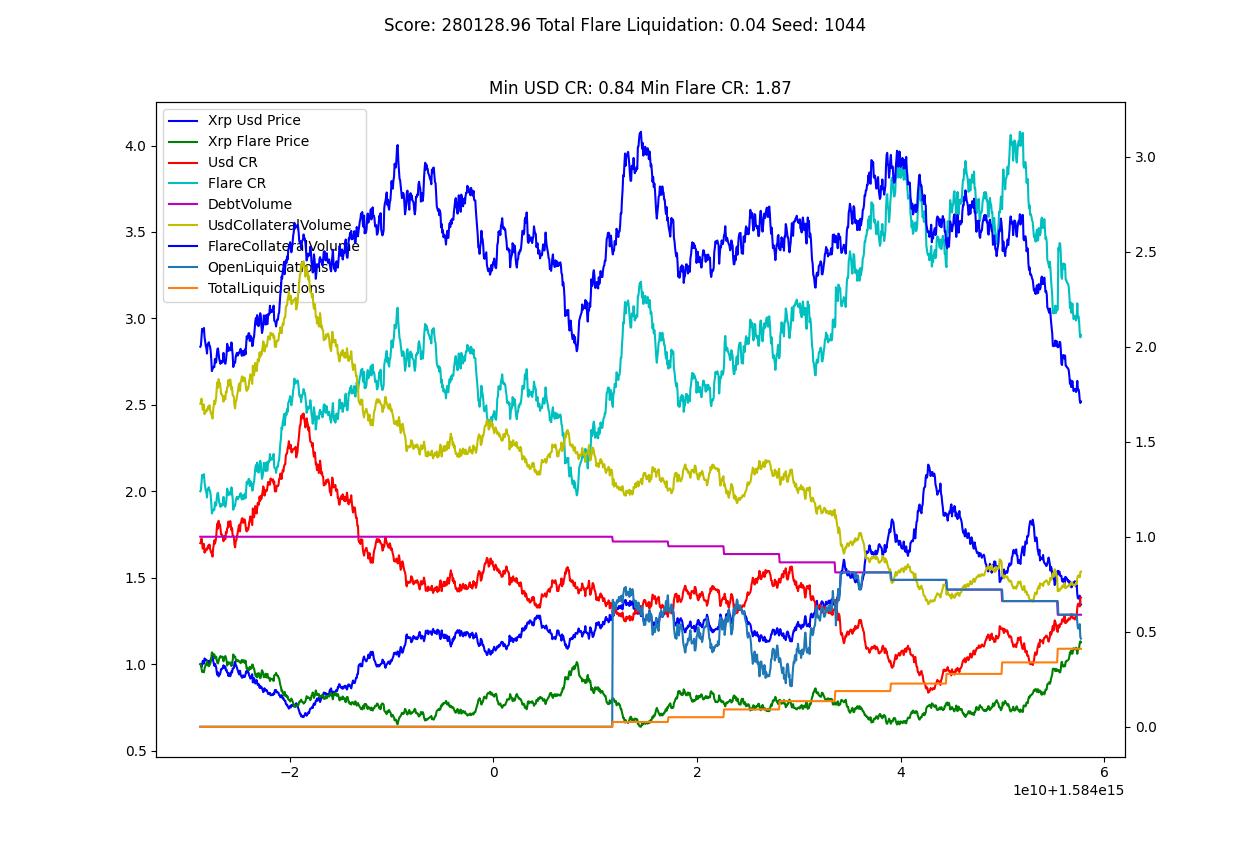 Score: 280128.96 Total Flare Liquidation: 0.04 Seed: 1044
Min USD CR: 0.84 Min Flare CR: 1.87
Xrp Usd Price
Xrp Flare Price
Usd CR
Flare CR
DebtVolume
UsdCollateralVolume
FlareCollateralVolume
OpenLiquidations
TotalLiquidations
4.0
3.5
3.0
2.5
2.0
1.5
1.0
0.5
3.0
2.5
2.0
1.5
1.0
0.5
0.0
−2
0
2
4
6
1e10+1.584e15